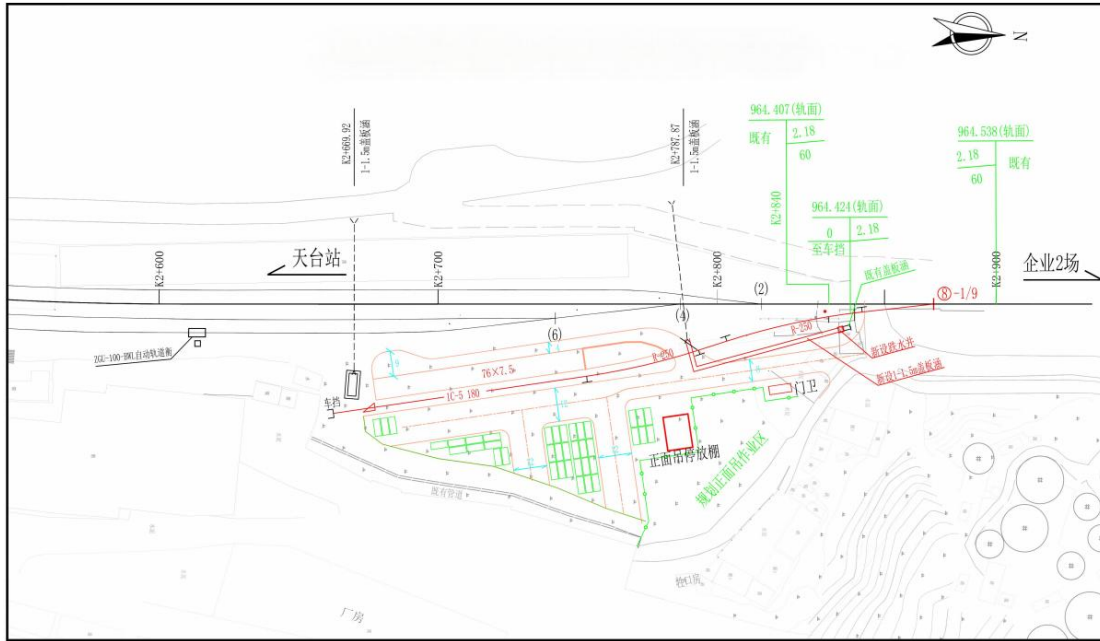 N
964.407(轨面)
既有
2.18
60
K2+840
964.538(轨面)
2.18
60
既有
964.424(轨面)
0
2.18
至车挡
既有盖板涵
K2+669.92
1-1.5m盖板涵
K2+787.87
1-1.5m盖板涵
天台站
企业2场
K2+600
K2+700
K2+800
K2+900
(2)
(4)
(6)
⑧-1/9
ZGU-100-BWL自动轨道衡
R-250
R-250
新设跌水井
新设1-1.5m盖板涵
76×7.5
1C-5 180
车挡
门卫
正面吊停放棚
规划正面吊作业区
既有管道
厂房